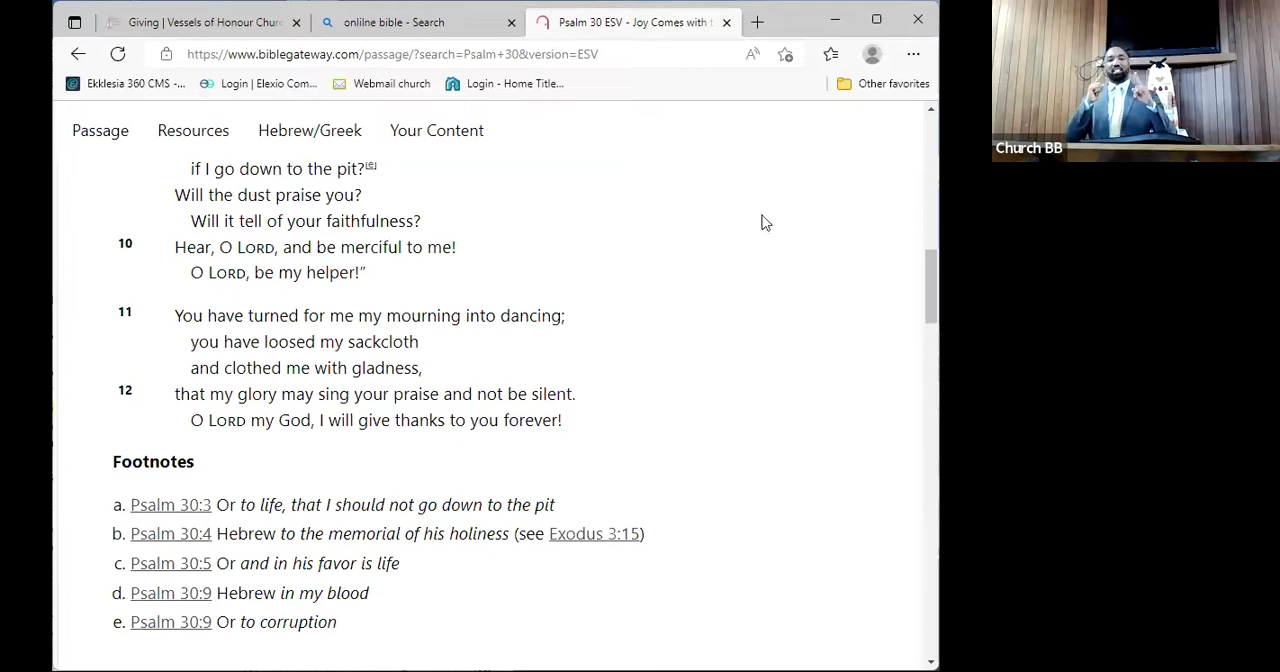 Giving | Vessels of Honour Churc
onlilne bible - Search
Psalm 30 ESV - Joy Comes with t
https://www.biblegateway.com/passage/?search=Psalm+30&version=ESV
Ekklesia 360 CMS -...
Login | Elexio Com...
Webmail church
Login - Home Title...
Other favorites
Passage
Resources
Hebrew/Greek
Your Content
if I go down to the pit?[e]
Will the dust praise you?
Will it tell of your faithfulness?
10 Hear, O LORD, and be merciful to me!
O LORD, be my helper!”
11 You have turned for me my mourning into dancing;
you have loosed my sackcloth
and clothed me with gladness,
12 that my glory may sing your praise and not be silent.
O LORD my God, I will give thanks to you forever!
Footnotes
a. Psalm 30:3 Or to life, that I should not go down to the pit
b. Psalm 30:4 Hebrew to the memorial of his holiness (see Exodus 3:15)
c. Psalm 30:5 Or and in his favor is life
d. Psalm 30:9 Hebrew in my blood
e. Psalm 30:9 Or to corruption
Church BB